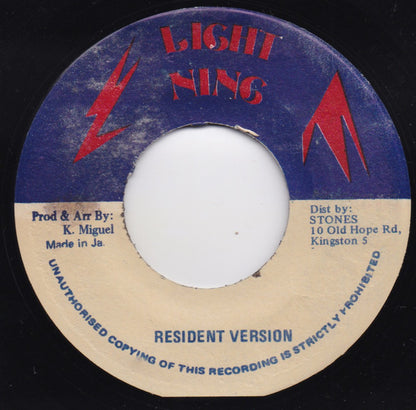 LIGHT
NING
Prod & Arr By:
K. Miguel
Made in Ja.
Dist by:
STONES
10 Old Hope Rd,
Kingston 5
RESIDENT VERSION
UNAUTHORISED COPYING OF THIS RECORDING IS STRICTLY PROHIBITED